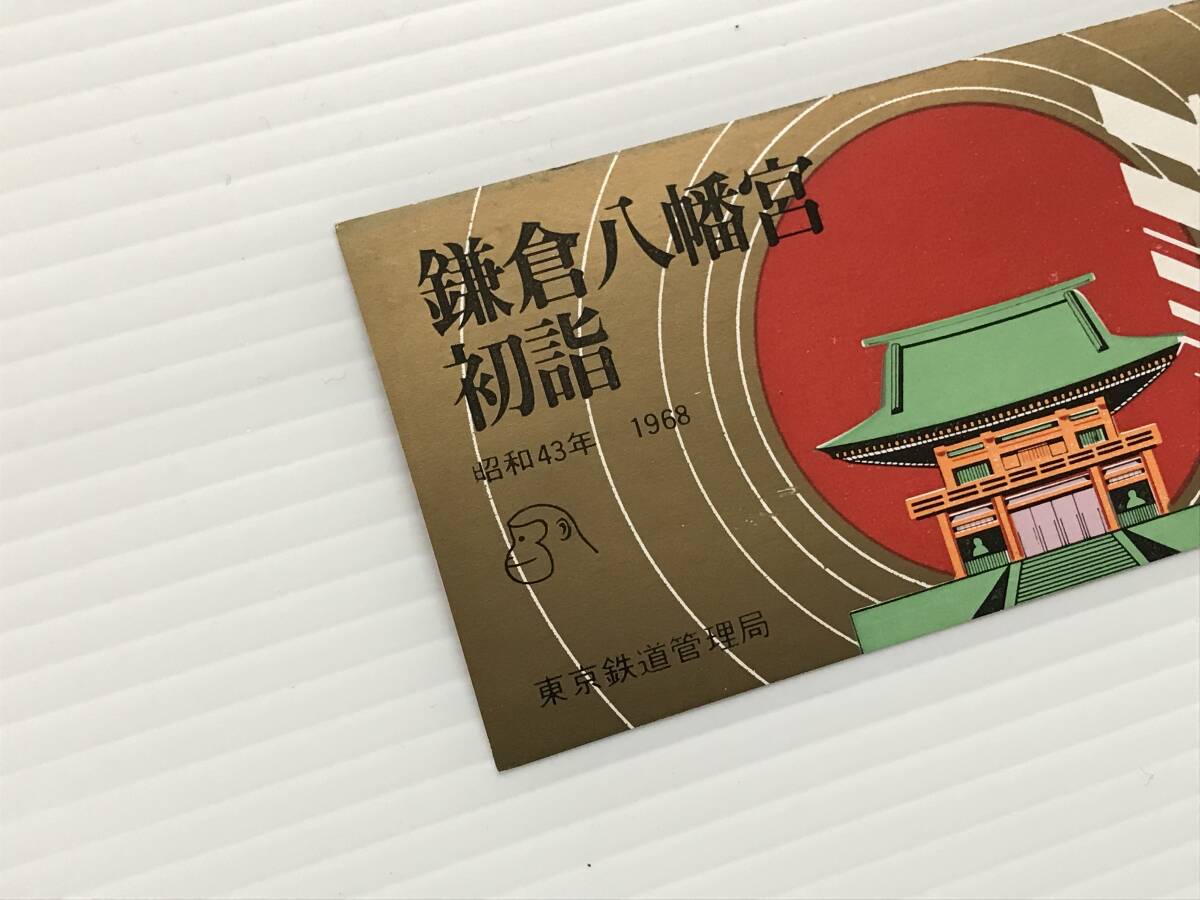 鎌倉八幡宮
初詣
昭和43年 1968
東京鉄道管理局